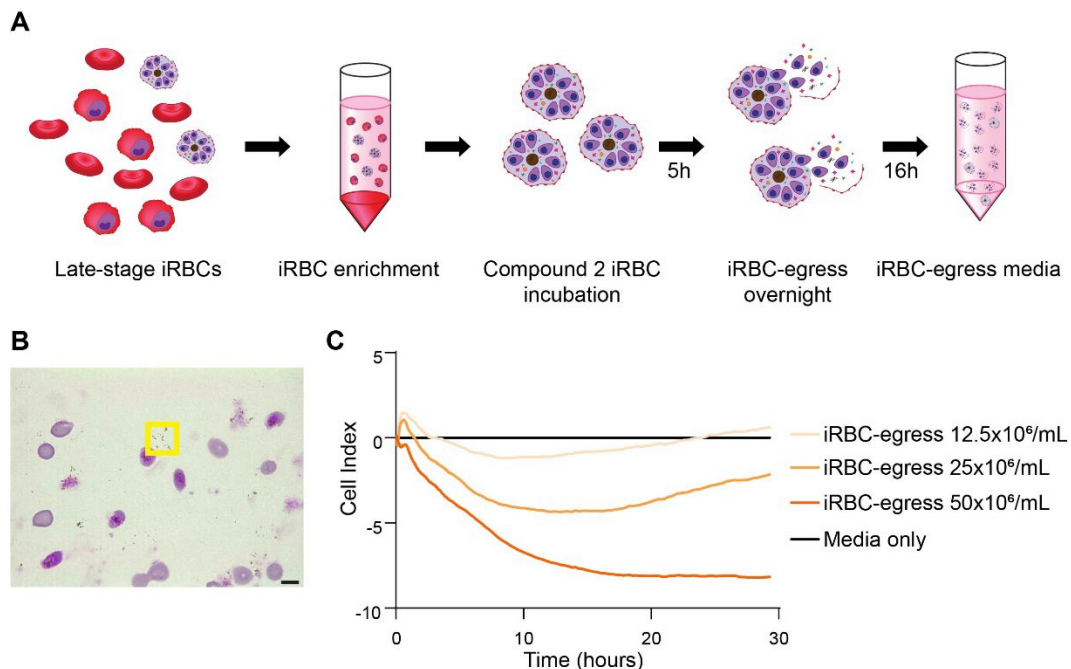 A
5h
16h
Late-stage iRBCs
iRBC enrichment
Compound 2 iRBC
incubation
iRBC-egress
overnight
iRBC-egress media
B
C
5
0
-5
-10
Cell Index
0
10
20
30
Time (hours)
iRBC-egress 12.5x10⁶/mL
iRBC-egress 25x10⁶/mL
iRBC-egress 50x10⁶/mL
Media only